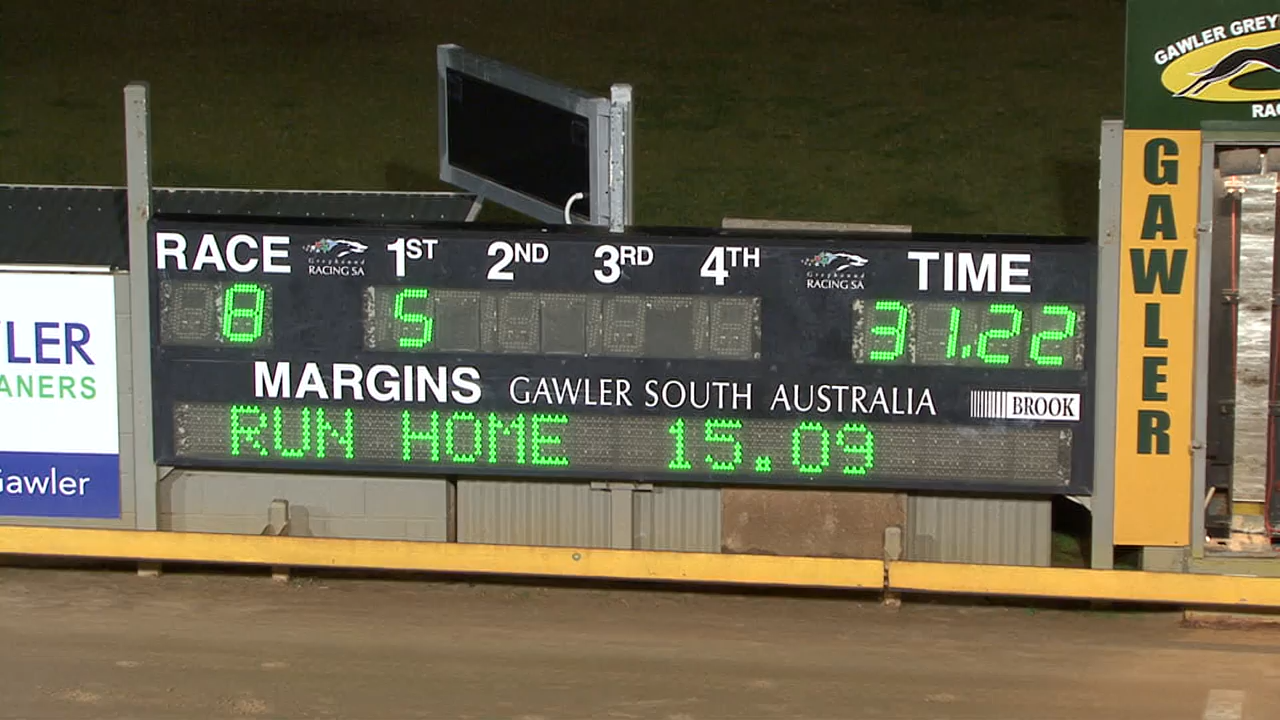 GAWLER GREY
RAC
GAWLER
RACE
Greyhound
RACING SA
1ST 2ND 3RD 4TH
Greyhound
RACING SA
TIME
8 5 31.22
MARGINS GAWLER SOUTH AUSTRALIA BROOK
RUN HOME 15.09
LER
ANERS
Gawler